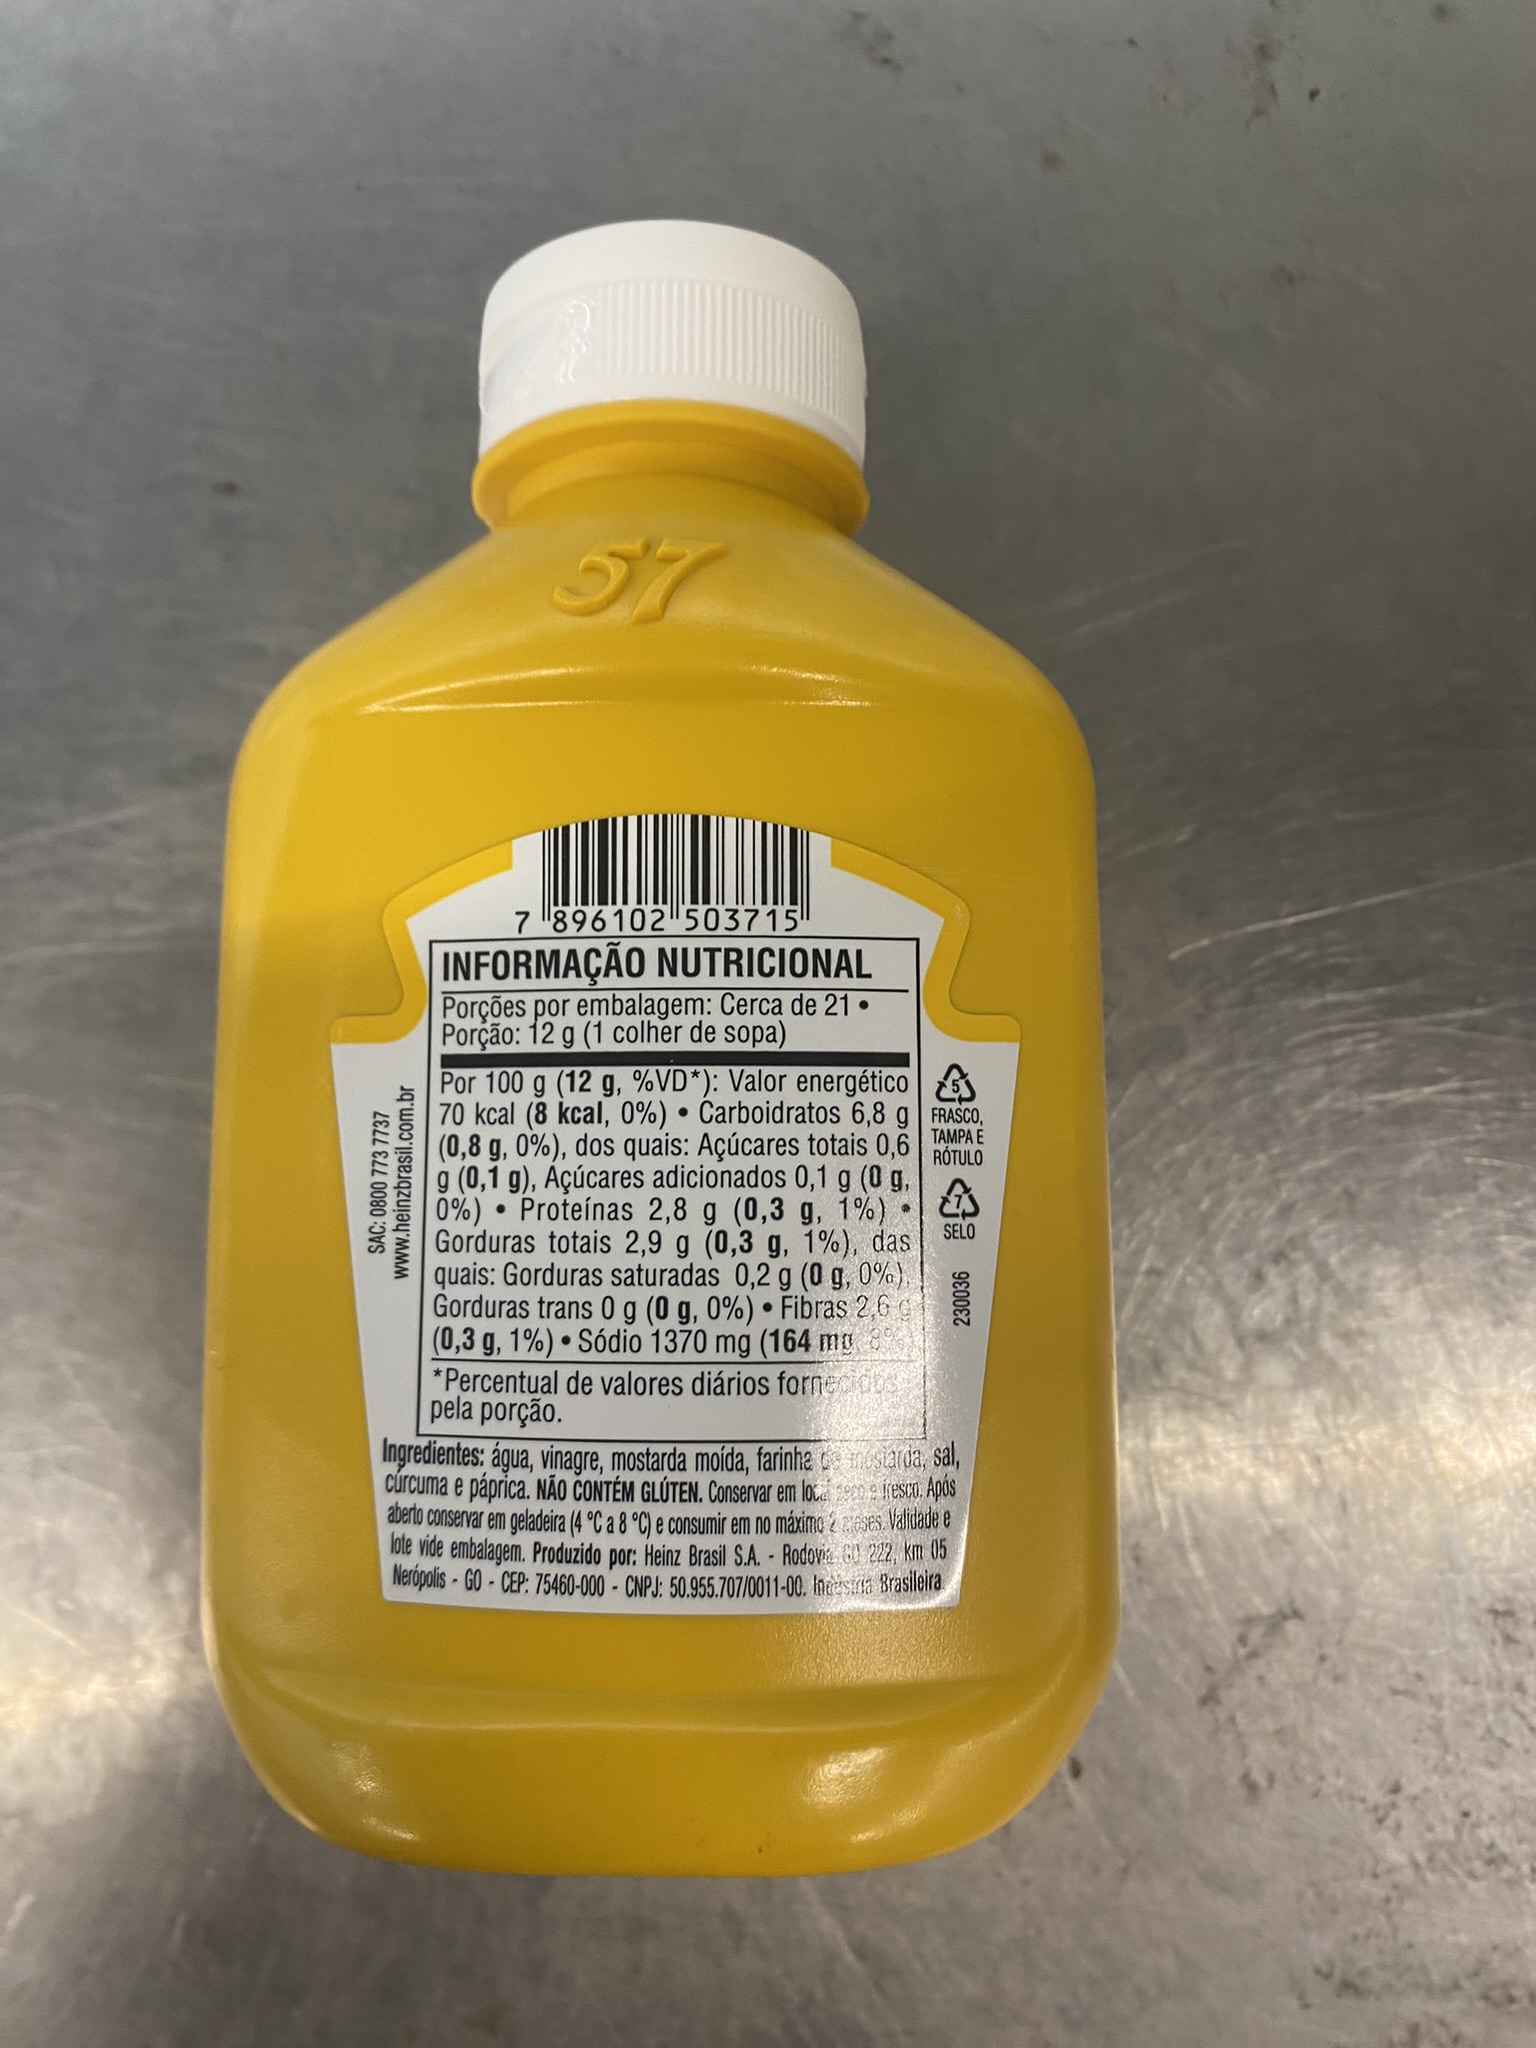 57
7 896102 503715
INFORMAÇÃO NUTRICIONAL
Porções por embalagem: Cerca de 21 •
Porção: 12 g (1 colher de sopa)
Por 100 g (12 g, %VD*): Valor energético
70 kcal (8 kcal, 0%) • Carboidratos 6,8 g
(0,8 g, 0%), dos quais: Açúcares totais 0,6
g (0,1 g), Açúcares adicionados 0,1 g (0 g,
0%) • Proteínas 2,8 g (0,3 g, 1%) •
Gorduras totais 2,9 g (0,3 g, 1%), das
quais: Gorduras saturadas 0,2 g (0 g, 0%),
Gorduras trans 0 g (0 g, 0%) • Fibras 2,6 g
(0,3 g, 1%) • Sódio 1370 mg (164 mg, 8%
*Percentual de valores diários fornecidos
pela porção.
Ingredientes: água, vinagre, mostarda moída, farinha de mostarda, sal,
cúrcuma e páprica. NÃO CONTÉM GLÚTEN. Conservar em local seco e fresco. Após
aberto conservar em geladeira (4 °C a 8 °C) e consumir em no máximo 2 meses. Validade e
lote vide embalagem. Produzido por: Heinz Brasil S.A. - Rodovia GO 222, km 05
Nerópolis - GO - CEP: 75460-000 - CNPJ: 50.955.707/0011-00. Indústria Brasileira.
SAC: 0800 773 7737
www.heinzbrasil.com.br
5
FRASCO,
TAMPA E
RÓTULO
7
SELO
230036